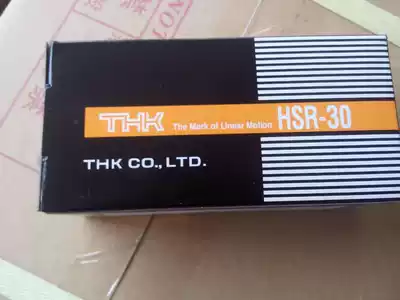 THK The Mark of Linear Motion HSR-30
THK CO., LTD.